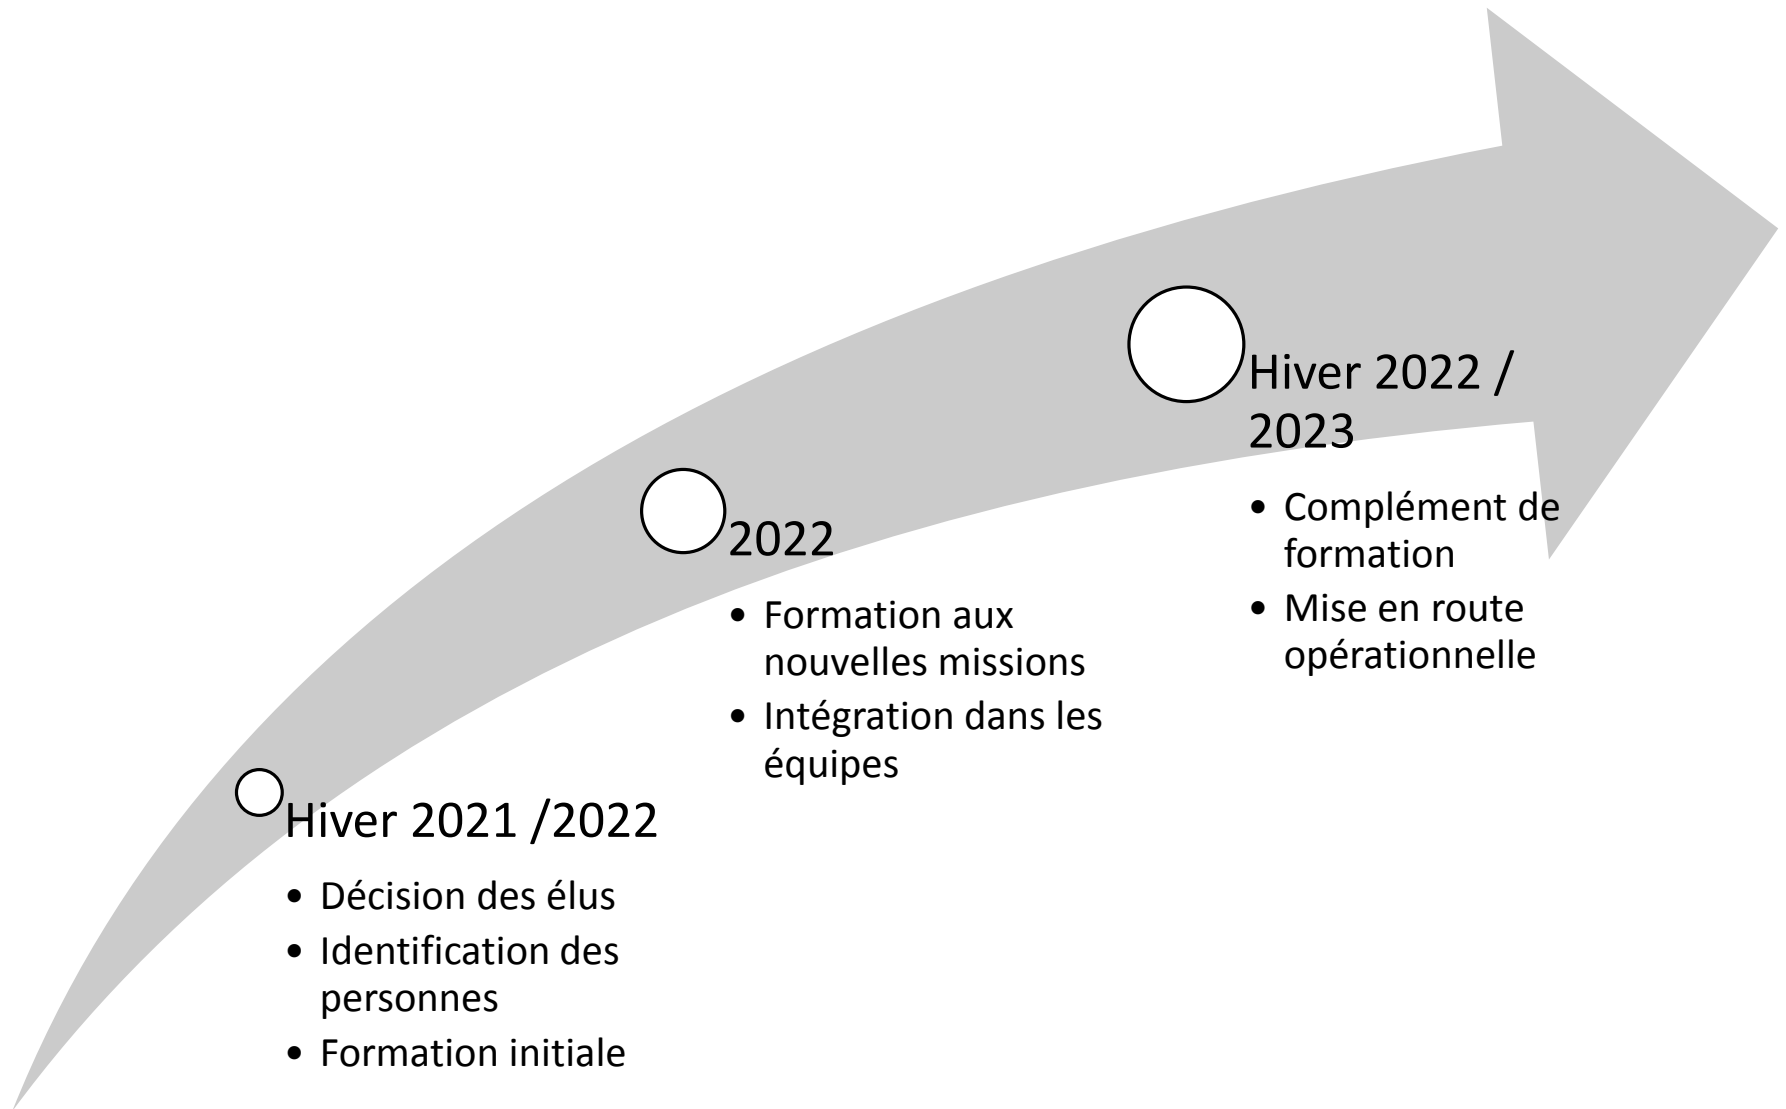 Hiver 2021 /2022
• Décision des élus
• Identification des
personnes
• Formation initiale
2022
• Formation aux
nouvelles missions
• Intégration dans les
équipes
Hiver 2022 /
2023
• Complément de
formation
• Mise en route
opérationnelle